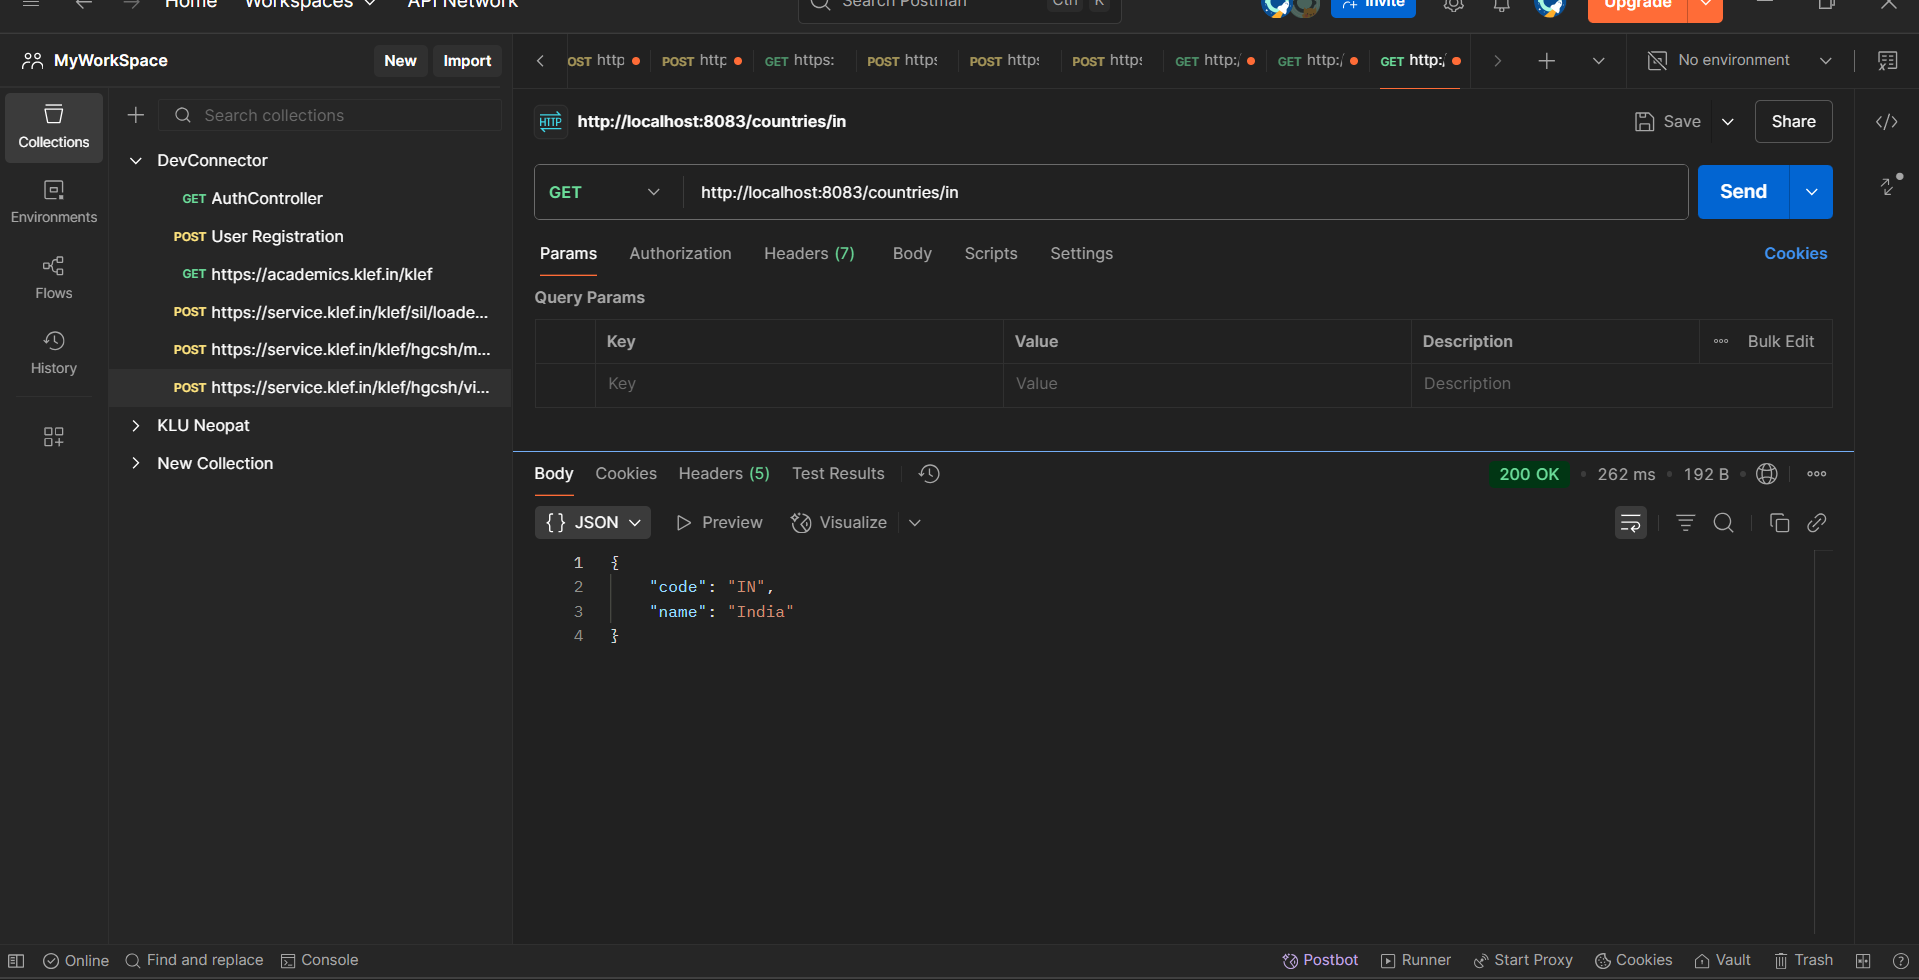 Home Workspaces API Network Search Postman Ctrl K Invite Upgrade
MyWorkSpace New Import
OST http POST http GET https: POST https POST https POST https GET http:/ GET http:/ GET http:/ No environment
Collections
Environments
Flows
History
Search collections
DevConnector
GET AuthController
POST User Registration
GET https://academics.klef.in/klef
POST https://service.klef.in/klef/sil/loade...
POST https://service.klef.in/klef/hgcsh/m...
POST https://service.klef.in/klef/hgcsh/vi...
KLU Neopat
New Collection
HTTP http://localhost:8083/countries/in Save Share
GET http://localhost:8083/countries/in Send
Params Authorization Headers (7) Body Scripts Settings Cookies
Query Params
Key Value Description Bulk Edit
Key Value Description
Body Cookies Headers (5) Test Results 200 OK 262 ms 192 B
{} JSON Preview Visualize
1 {
2 "code": "IN",
3 "name": "India"
4 }
Online Find and replace Console Postbot Runner Start Proxy Cookies Vault Trash